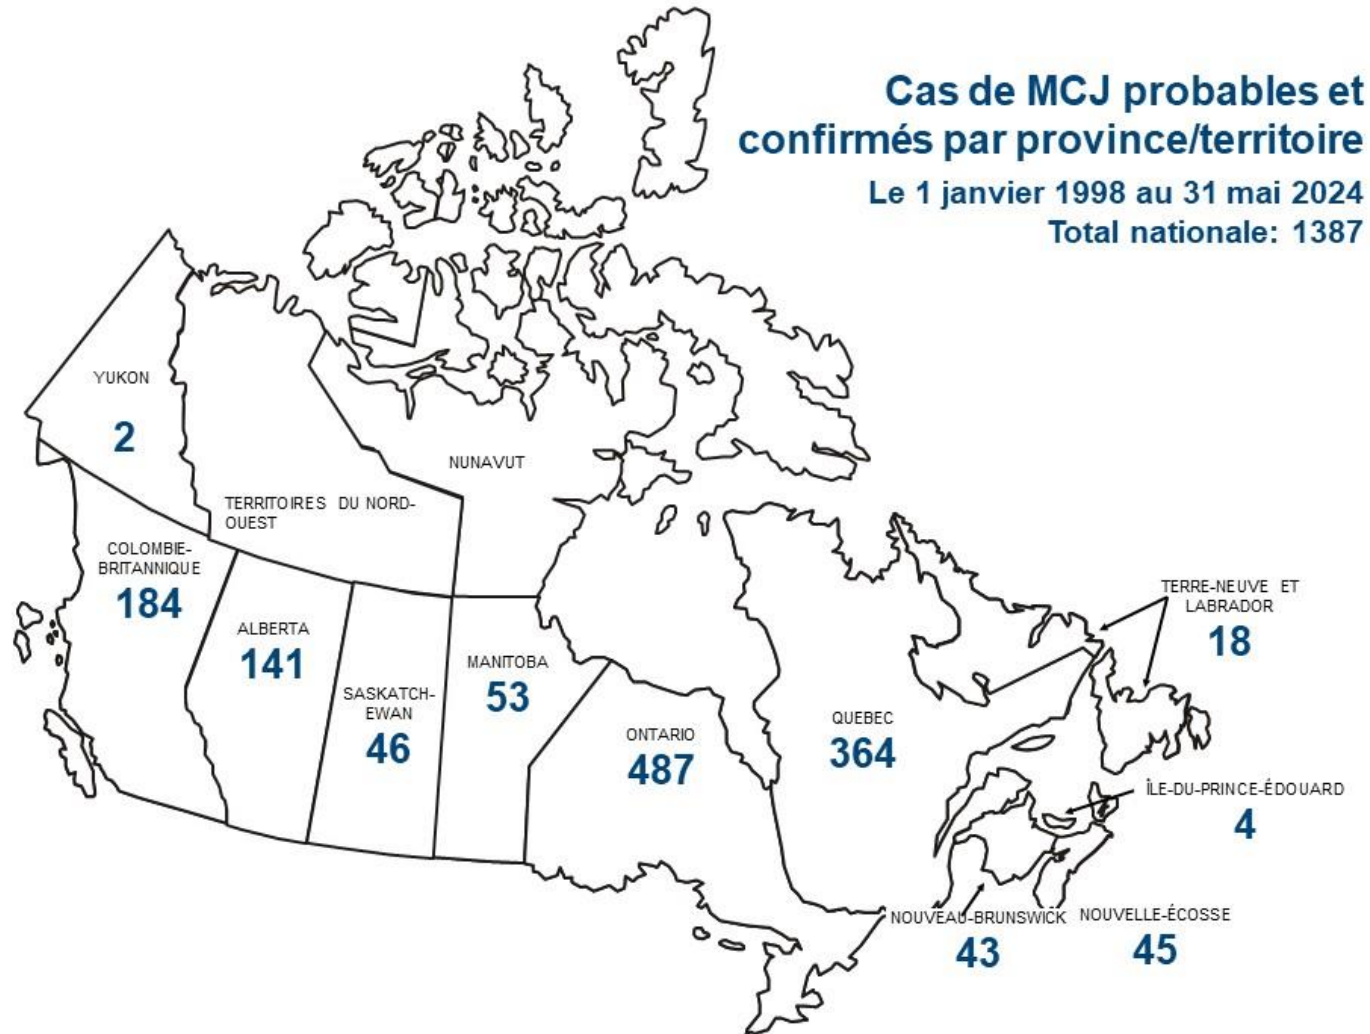 Cas de MCJ probables et
confirmés par province/territoire
Le 1 janvier 1998 au 31 mai 2024
Total nationale: 1387
YUKON
2
NUNAVUT
TERRITOIRES DU NORD-
OUEST
COLOMBIE-
BRITANNIQUE
184
ALBERTA
141
SASKATCH-
EWAN
46
MANITOBA
53
ONTARIO
487
QUEBEC
364
TERRE-NEUVE ET
LABRADOR
18
ÎLE-DU-PRINCE-ÉDOUARD
4
NOUVEAU-BRUNSWICK
43
NOUVELLE-ÉCOSSE
45